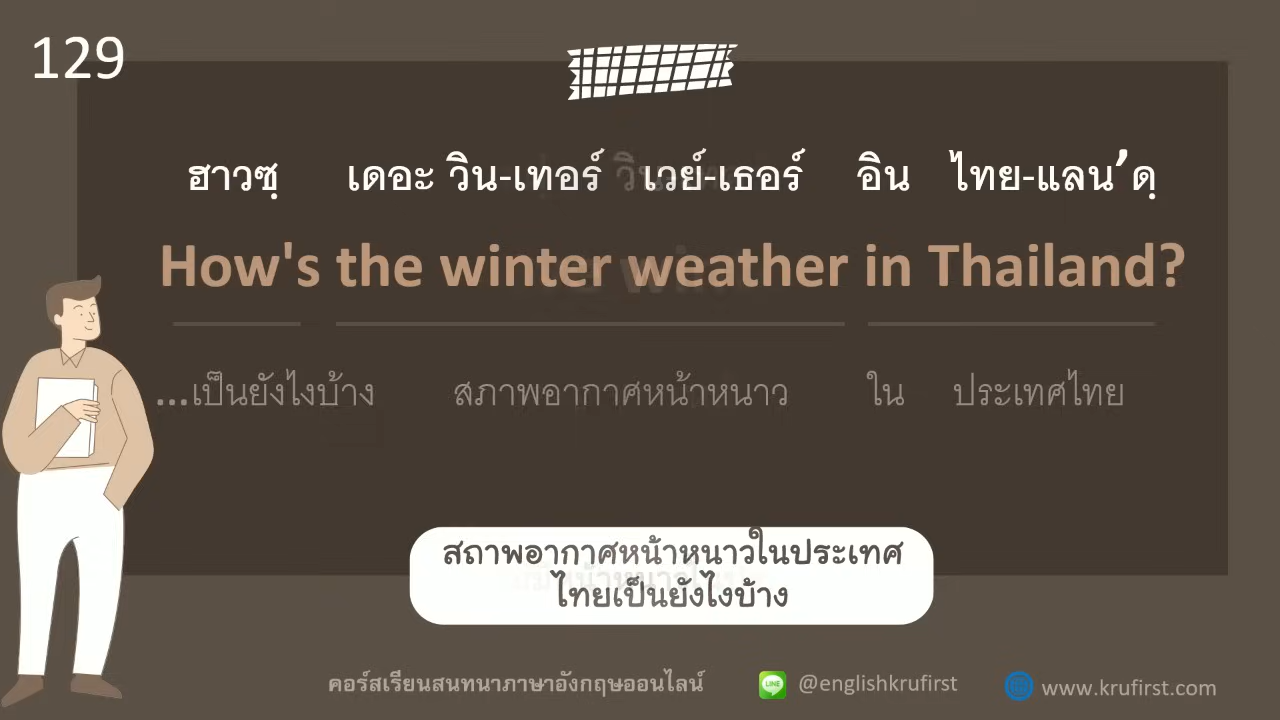 129
ฮาวซฺ เดอะ วิน-เทอร์ เวย์-เธอร์ อิน ไทย-แลน’ดฺ
How's the winter weather in Thailand?
...เป็นยังไงบ้าง สภาพอากาศหน้าหนาว ใน ประเทศไทย
สถาพอากาศหน้าหนาวในประเทศ
ไทยเป็นยังไงบ้าง
คอร์สเรียนสนทนาภาษาอังกฤษออนไลน์ LINE @englishkrufirst www.krufirst.com